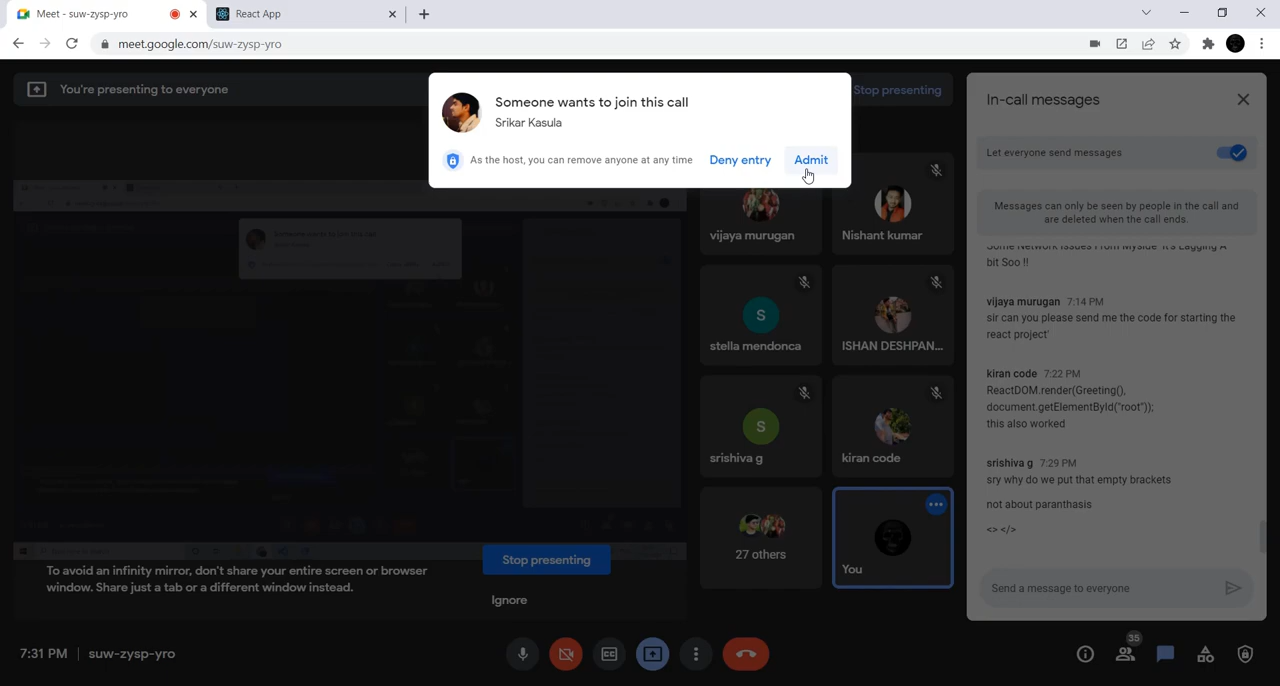 Meet - suw-zysp-yro
React App
meet.google.com/suw-zysp-yro
You're presenting to everyone
Someone wants to join this call
Srikar Kasula
As the host, you can remove anyone at any time
Deny entry
Admit
Stop presenting
In-call messages
Let everyone send messages
Messages can only be seen by people in the call and
are deleted when the call ends.
Some Network Issues From Myside It's Lagging A
bit Soo !!
vijaya murugan 7:14 PM
sir can you please send me the code for starting the
react project'
kiran code 7:22 PM
ReactDOM.render(Greeting(),
document.getElementById("root"));
this also worked
srishiva g 7:29 PM
sry why do we put that empty brackets
not about paranthasis
<> </>
Send a message to everyone
vijaya murugan
Nishant kumar
S
stella mendonca
ISHAN DESHPAN...
S
srishiva g
kiran code
27 others
You
To avoid an infinity mirror, don't share your entire screen or browser
window. Share just a tab or a different window instead.
Stop presenting
Ignore
7:31 PM | suw-zysp-yro
35